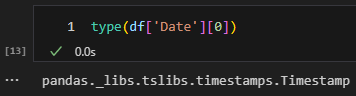 1 type(df['Date'][0])
[13] ✓ 0.0s
... pandas._libs.tslibs.timestamps.Timestamp